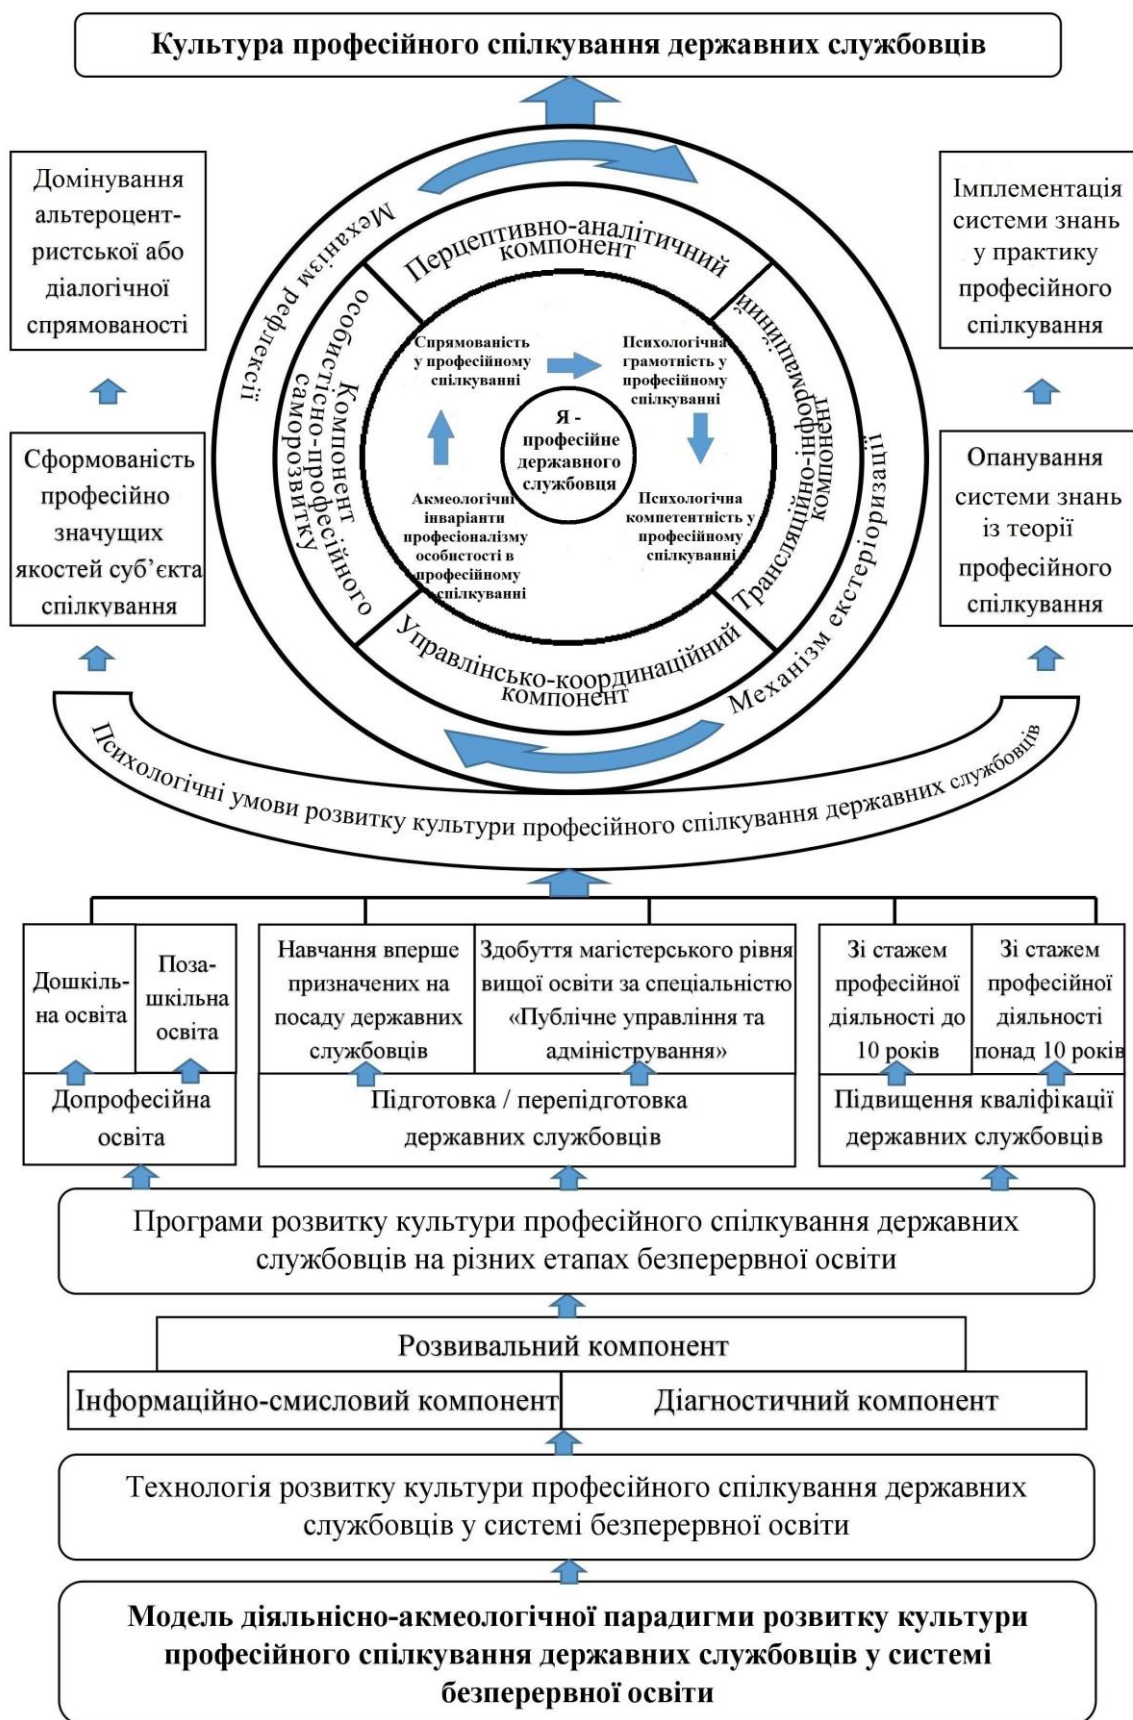 Культура професійного спілкування державних службовців
Домінування
альтероцент-
ристської або
діалогічної
спрямованості
Сформованість
професійно
значущих
якостей суб’єкта
спілкування
Механізм рефлексії
Механізм екстеріоризації
Перцептивно-аналітичний
компонент
Трансляційно-інформаційний
компонент
Управлінсько-координаційний
компонент
Компонент
особистісно-професійного
саморозвитку
Спрямованість
у професійному
спілкуванні
Психологічна
грамотність у
професійному
спілкуванні
Я -
професійне
державного
службовця
Акмеологічні
інваріанти
професіоналізму
особистості в
професійному
спілкуванні
Психологічна
компетентність у
професійному
спілкуванні
Імплементація
системи знань
у практику
професійного
спілкування
Опанування
системи знань
із теорії
професійного
спілкування
Психологічні умови розвитку культури професійного спілкування державних службовців
Дошкіль-
на освіта
Поза-
шкільна
освіта
Навчання вперше
призначених на
посаду державних
службовців
Здобуття магістерського рівня
вищої освіти за спеціальністю
«Публічне управління та
адміністрування»
Зі стажем
професійної
діяльності до
10 років
Зі стажем
професійної
діяльності
понад 10 років
Допрофесійна
освіта
Підготовка / перепідготовка
державних службовців
Підвищення кваліфікації
державних службовців
Програми розвитку культури професійного спілкування державних
службовців на різних етапах безперервної освіти
Розвивальний компонент
Інформаційно-смисловий компонент
Діагностичний компонент
Технологія розвитку культури професійного спілкування державних
службовців у системі безперервної освіти
Модель діяльнісно-акмеологічної парадигми розвитку культури
професійного спілкування державних службовців у системі
безперервної освіти